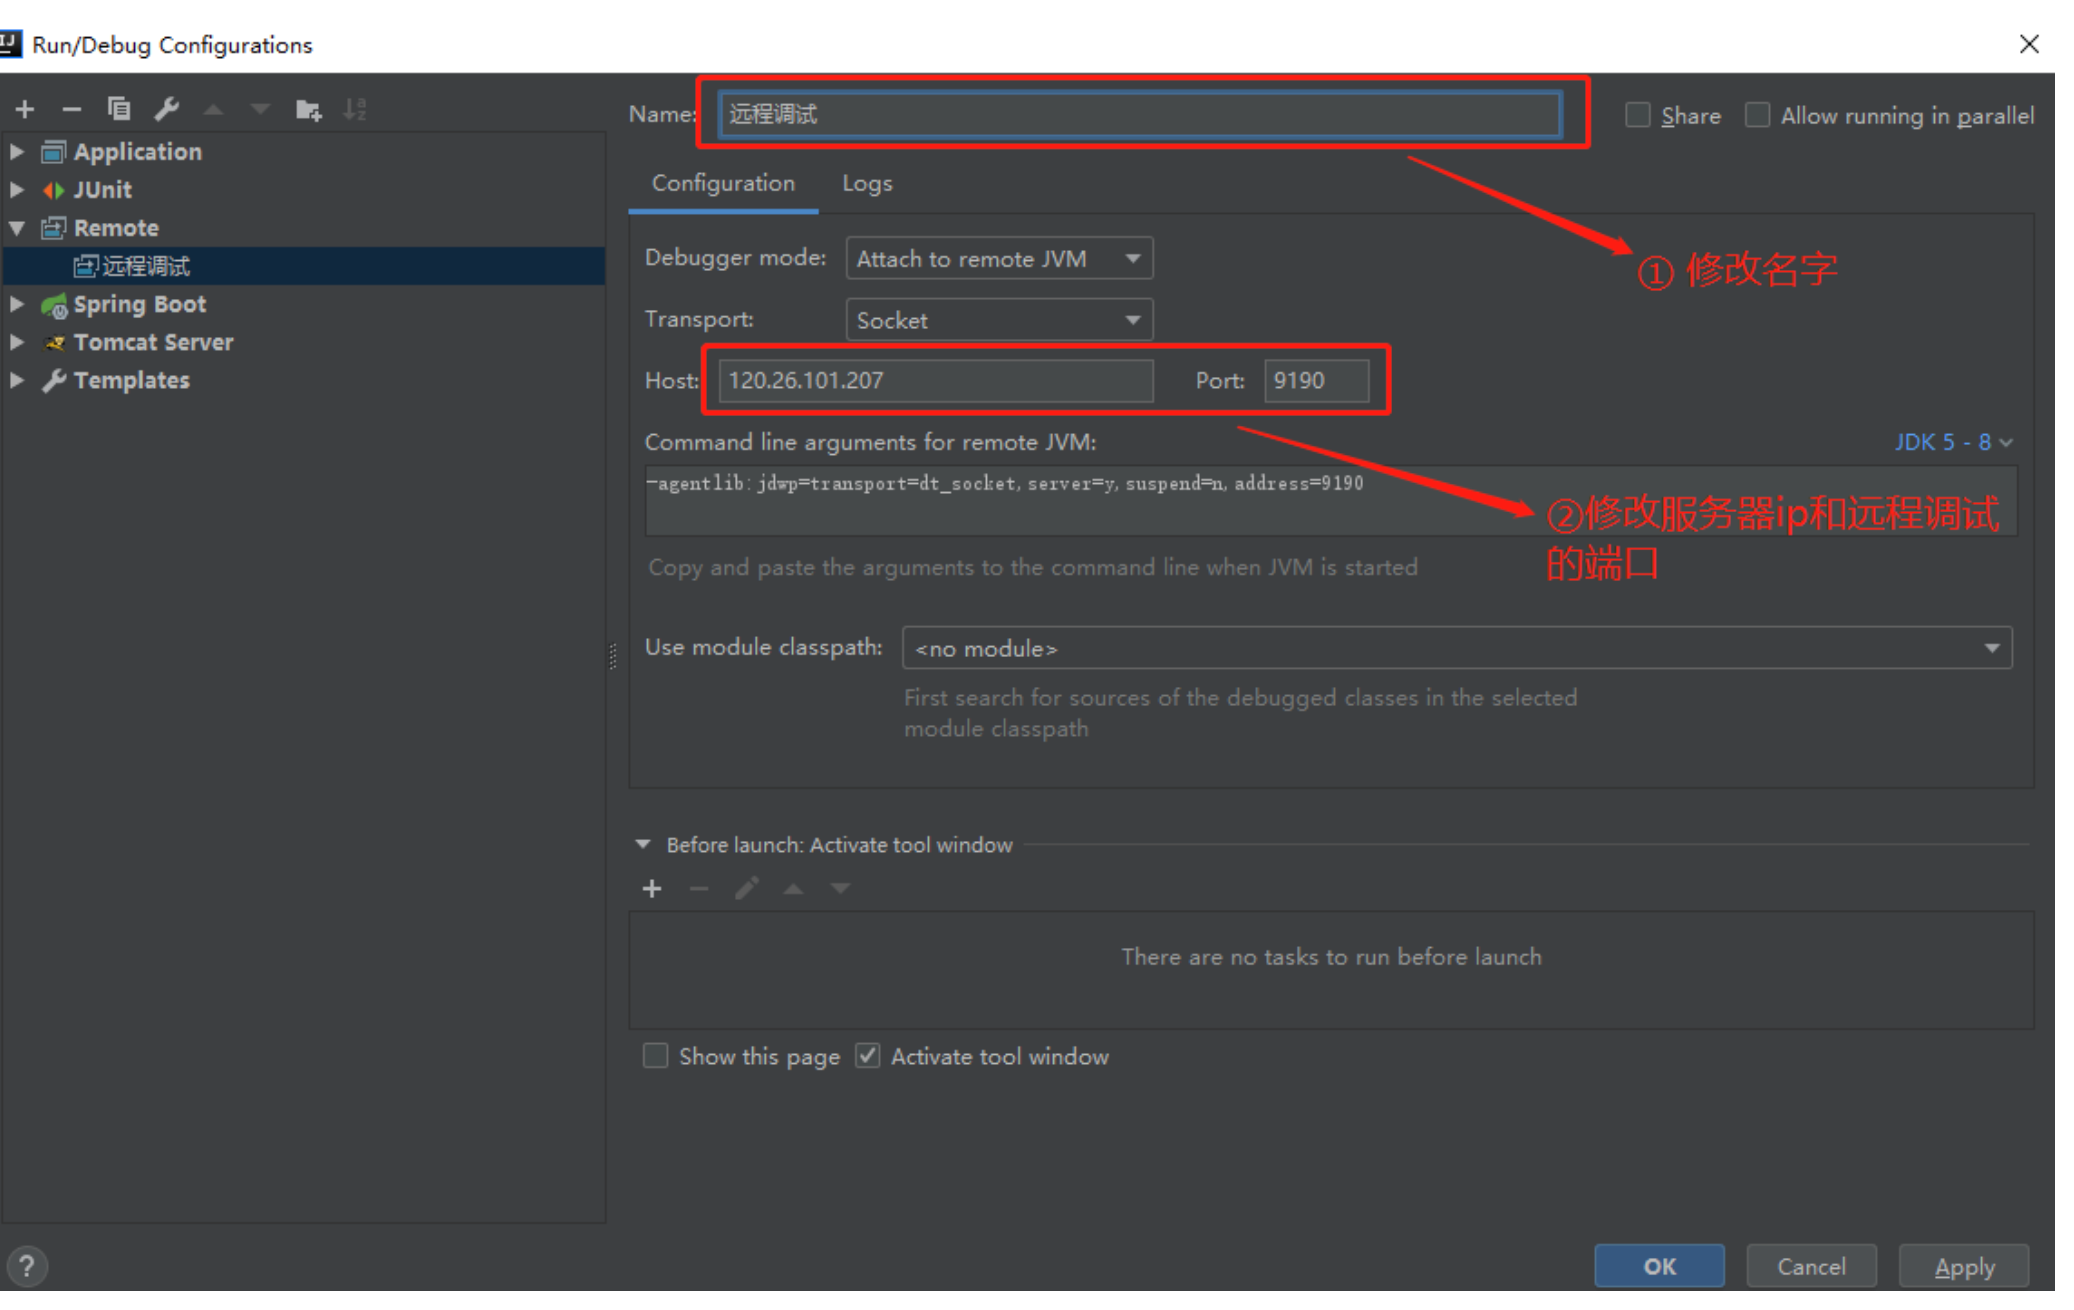 Run/Debug Configurations
Name: 远程调试
Share
Allow running in parallel
Application
JUnit
Remote
远程调试
Spring Boot
Tomcat Server
Templates
Configuration
Logs
① 修改名字
Debugger mode: Attach to remote JVM
Transport: Socket
Host: 120.26.101.207
Port: 9190
Command line arguments for remote JVM:
JDK 5 - 8
-agentlib:jdwp=transport=dt_socket,server=y,suspend=n,address=9190
②修改服务器ip和远程调试
的端口
Copy and paste the arguments to the command line when JVM is started
Use module classpath: <no module>
First search for sources of the debugged classes in the selected
module classpath
Before launch: Activate tool window
There are no tasks to run before launch
Show this page
Activate tool window
?
OK
Cancel
Apply